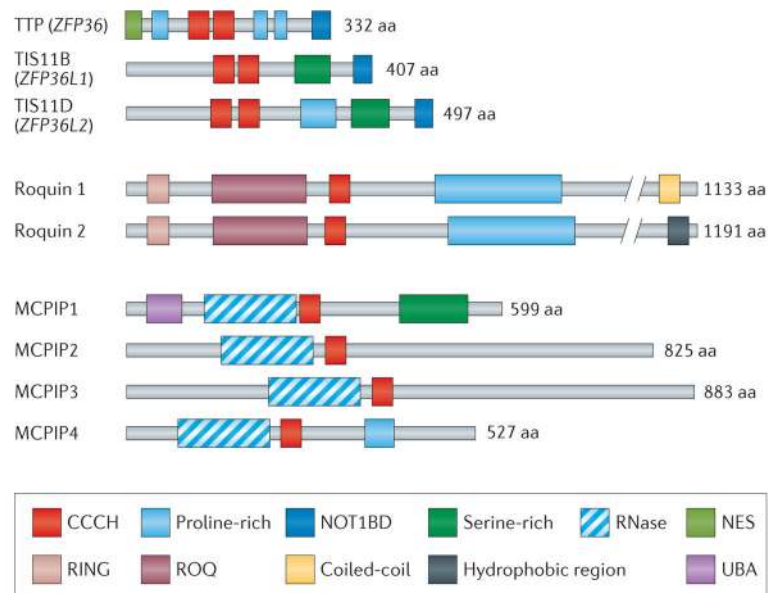 TTP (ZFP36)
332 aa
TIS11B
(ZFP36L1)
407 aa
TIS11D
(ZFP36L2)
497 aa
Roquin 1
1133 aa
Roquin 2
1191 aa
MCPIP1
599 aa
MCPIP2
825 aa
MCPIP3
883 aa
MCPIP4
527 aa
CCCH Proline-rich NOT1BD Serine-rich RNase NES
RING ROQ Coiled-coil Hydrophobic region UBA